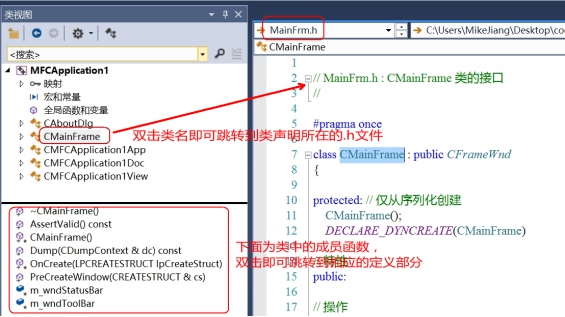 类视图
<搜索>
MFCApplication1
映射
宏和常量
全局函数和变量
CAboutDlg
CMainFrame
CMFCApplication1App
CMFCApplication1Doc
CMFCApplication1View
~CMainFrame()
AssertValid() const
CMainFrame()
Dump(CDumpContext & dc) const
OnCreate(LPCREATESTRUCT lpCreateStruct)
PreCreateWindow(CREATESTRUCT & cs)
m_wndStatusBar
m_wndToolBar
双击类名即可跳转到类声明所在的.h文件
下面为类中的成员函数，
双击即可跳转到相应的定义部分
MainFrm.h
C:\Users\MikeJiang\Desktop\co
CMainFrame
1
2 // MainFrm.h : CMainFrame 类的接口
3 //
4
5 #pragma once
6
7 class CMainFrame : public CFrameWnd
8 {
9
10 protected: // 仅从序列化创建
11 CMainFrame();
12 DECLARE_DYNCREATE(CMainFrame)
15 public:
16
17 // 操作